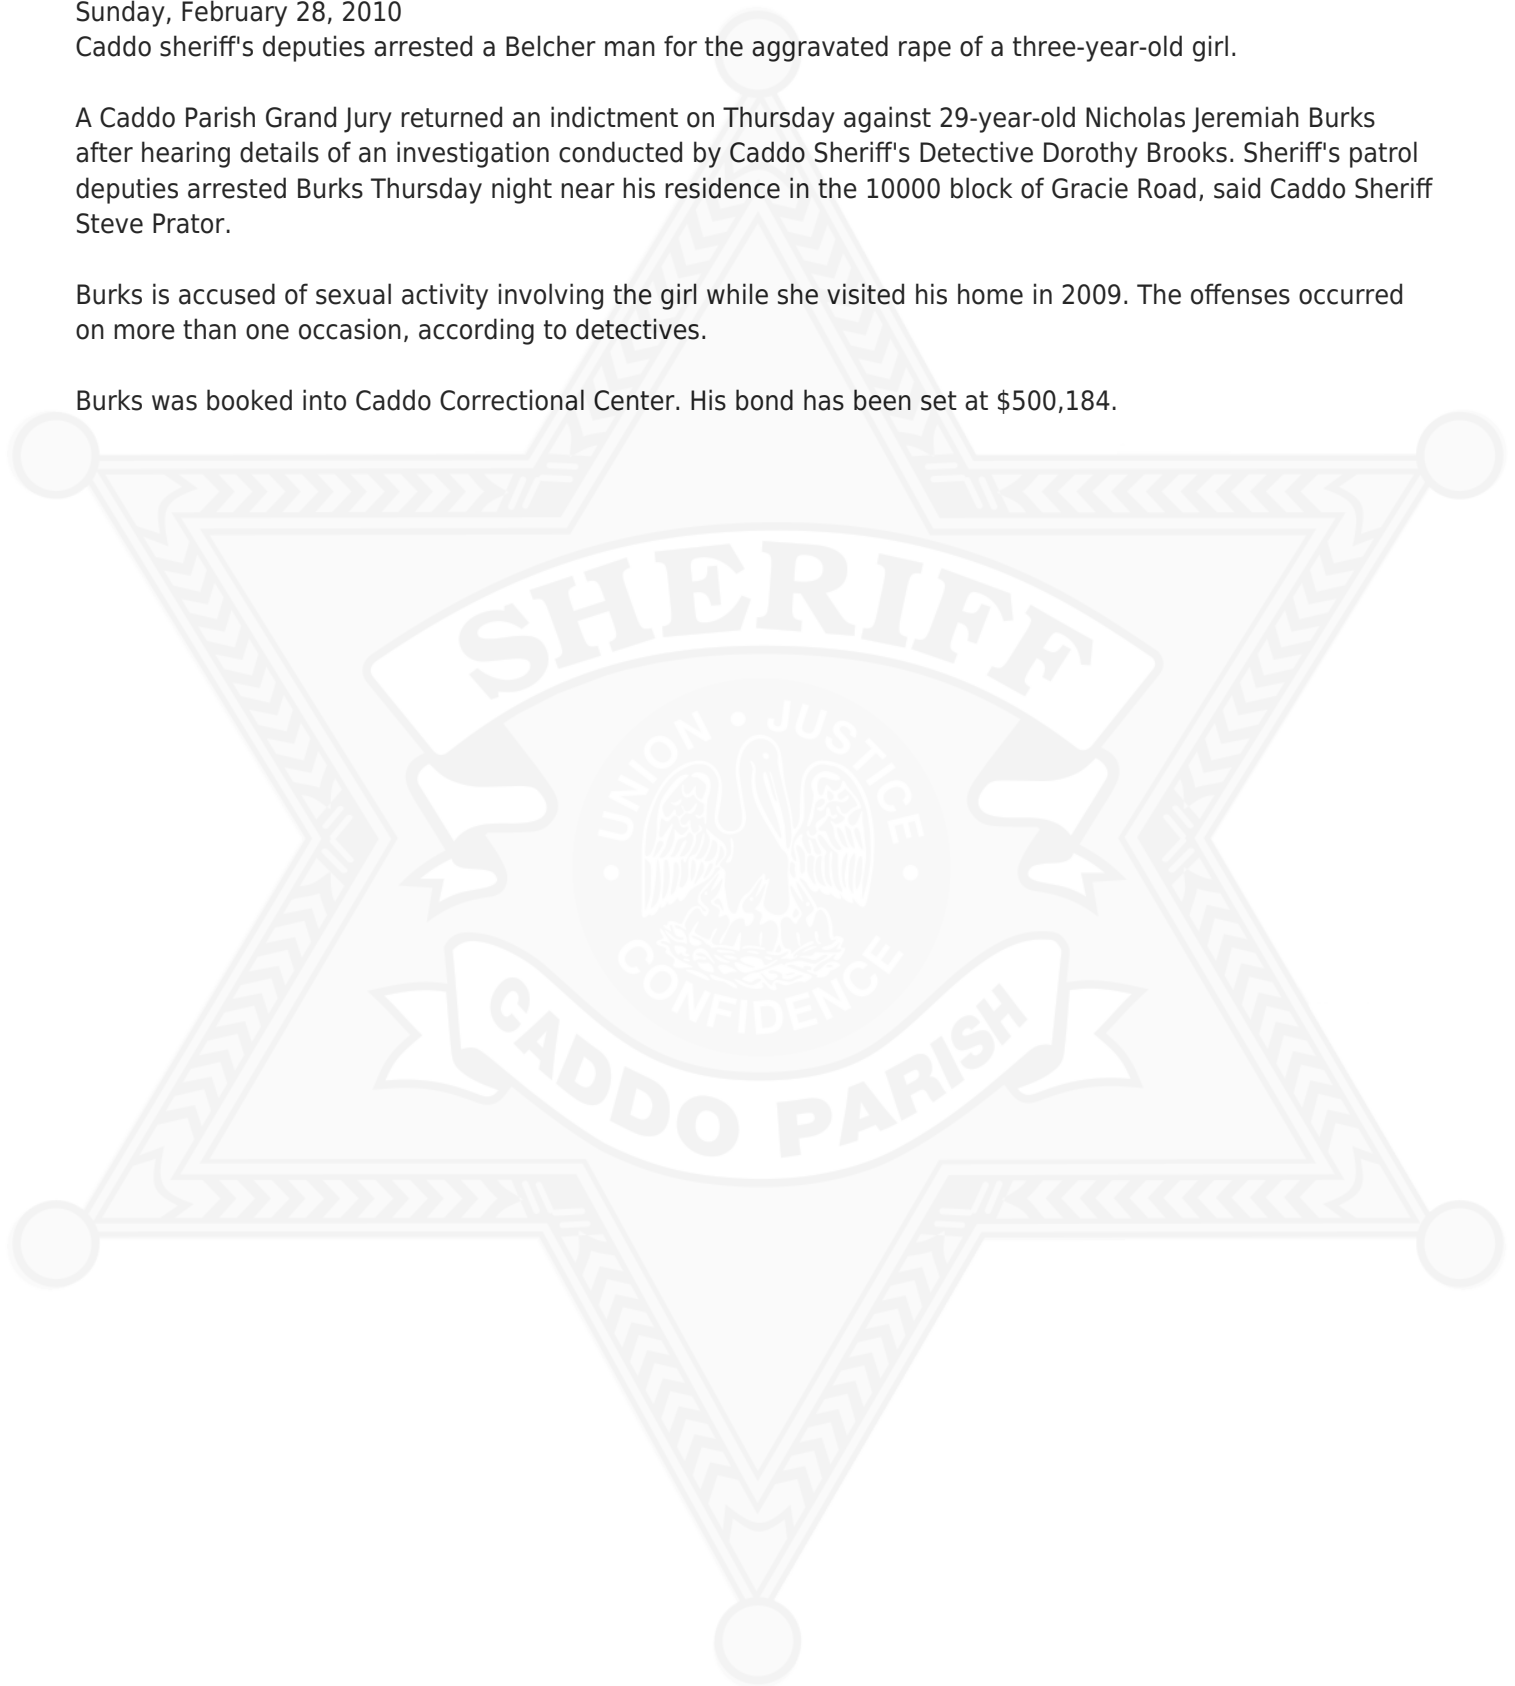 Sunday, February 28, 2010
Caddo sheriff's deputies arrested a Belcher man for the aggravated rape of a three-year-old girl.
A Caddo Parish Grand Jury returned an indictment on Thursday against 29-year-old Nicholas Jeremiah Burks
after hearing details of an investigation conducted by Caddo Sheriff's Detective Dorothy Brooks. Sheriff's patrol
deputies arrested Burks Thursday night near his residence in the 10000 block of Gracie Road, said Caddo Sheriff
Steve Prator.
Burks is accused of sexual activity involving the girl while she visited his home in 2009. The offenses occurred
on more than one occasion, according to detectives.
Burks was booked into Caddo Correctional Center. His bond has been set at $500,184.
SHERIFF
UNION • JUSTICE
• CONFIDENCE •
CADDO PARISH